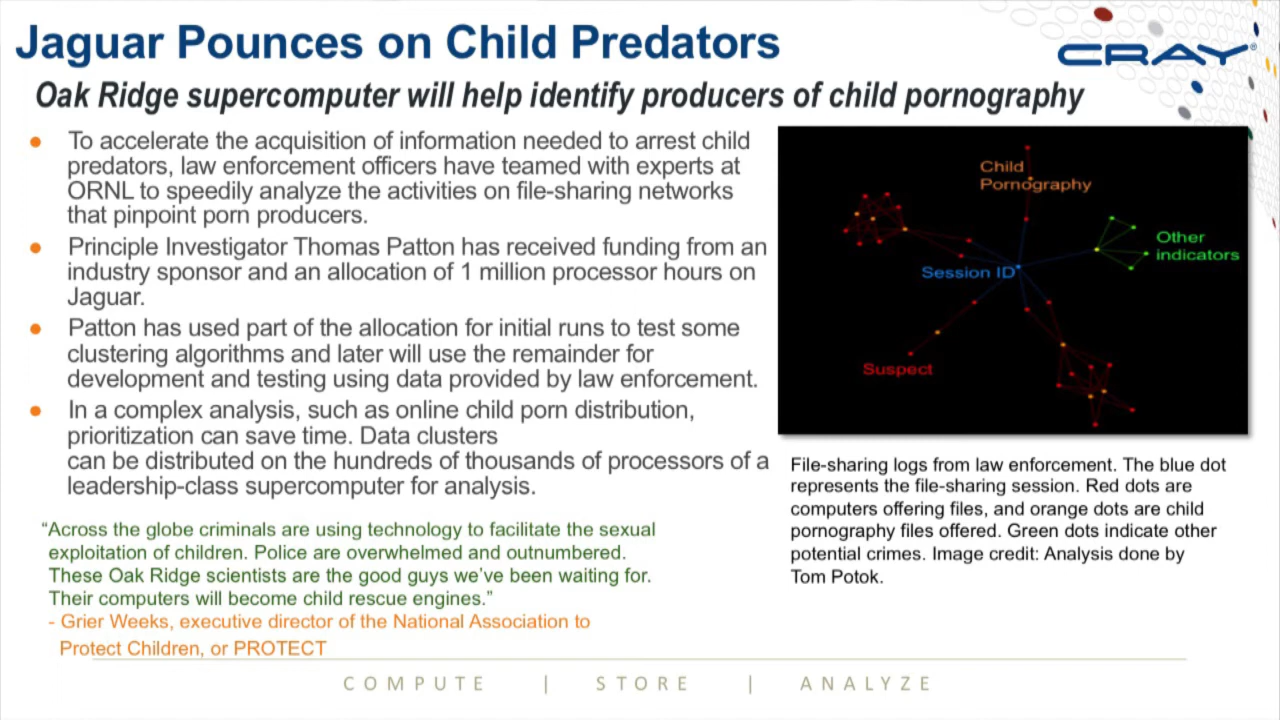 Jaguar Pounces on Child Predators
CRAY®
Oak Ridge supercomputer will help identify producers of child pornography
● To accelerate the acquisition of information needed to arrest child
predators, law enforcement officers have teamed with experts at
ORNL to speedily analyze the activities on file-sharing networks
that pinpoint porn producers.
● Principle Investigator Thomas Patton has received funding from an
industry sponsor and an allocation of 1 million processor hours on
Jaguar.
● Patton has used part of the allocation for initial runs to test some
clustering algorithms and later will use the remainder for
development and testing using data provided by law enforcement.
● In a complex analysis, such as online child porn distribution,
prioritization can save time. Data clusters
can be distributed on the hundreds of thousands of processors of a
leadership-class supercomputer for analysis.
“Across the globe criminals are using technology to facilitate the sexual
exploitation of children. Police are overwhelmed and outnumbered.
These Oak Ridge scientists are the good guys we’ve been waiting for.
Their computers will become child rescue engines.”
- Grier Weeks, executive director of the National Association to
Protect Children, or PROTECT
Child
Pornography
Other
indicators
Session ID
Suspect
File-sharing logs from law enforcement. The blue dot
represents the file-sharing session. Red dots are
computers offering files, and orange dots are child
pornography files offered. Green dots indicate other
potential crimes. Image credit: Analysis done by
Tom Potok.
COMPUTE | STORE | ANALYZE